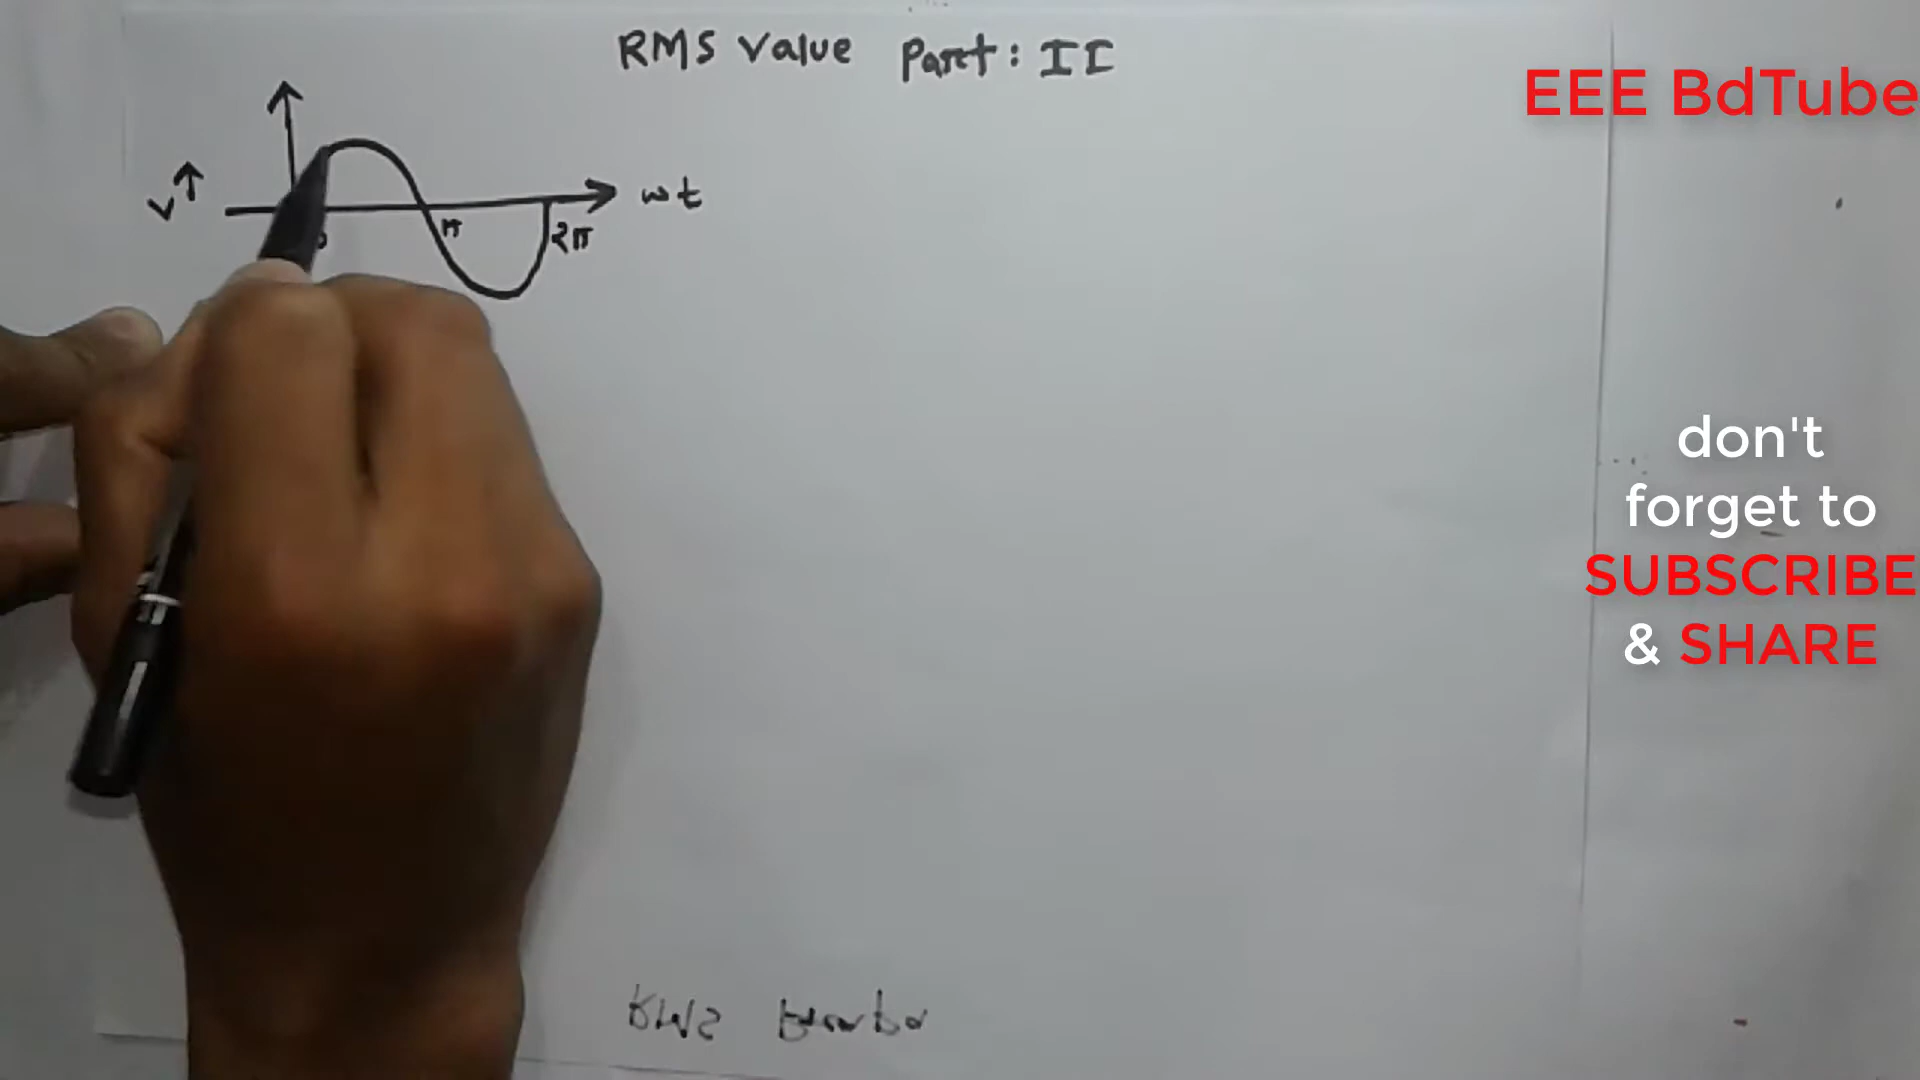 RMS Value Part: II
EEE BdTube
V
ωt
π
2π
don't
forget to
SUBSCRIBE
& SHARE